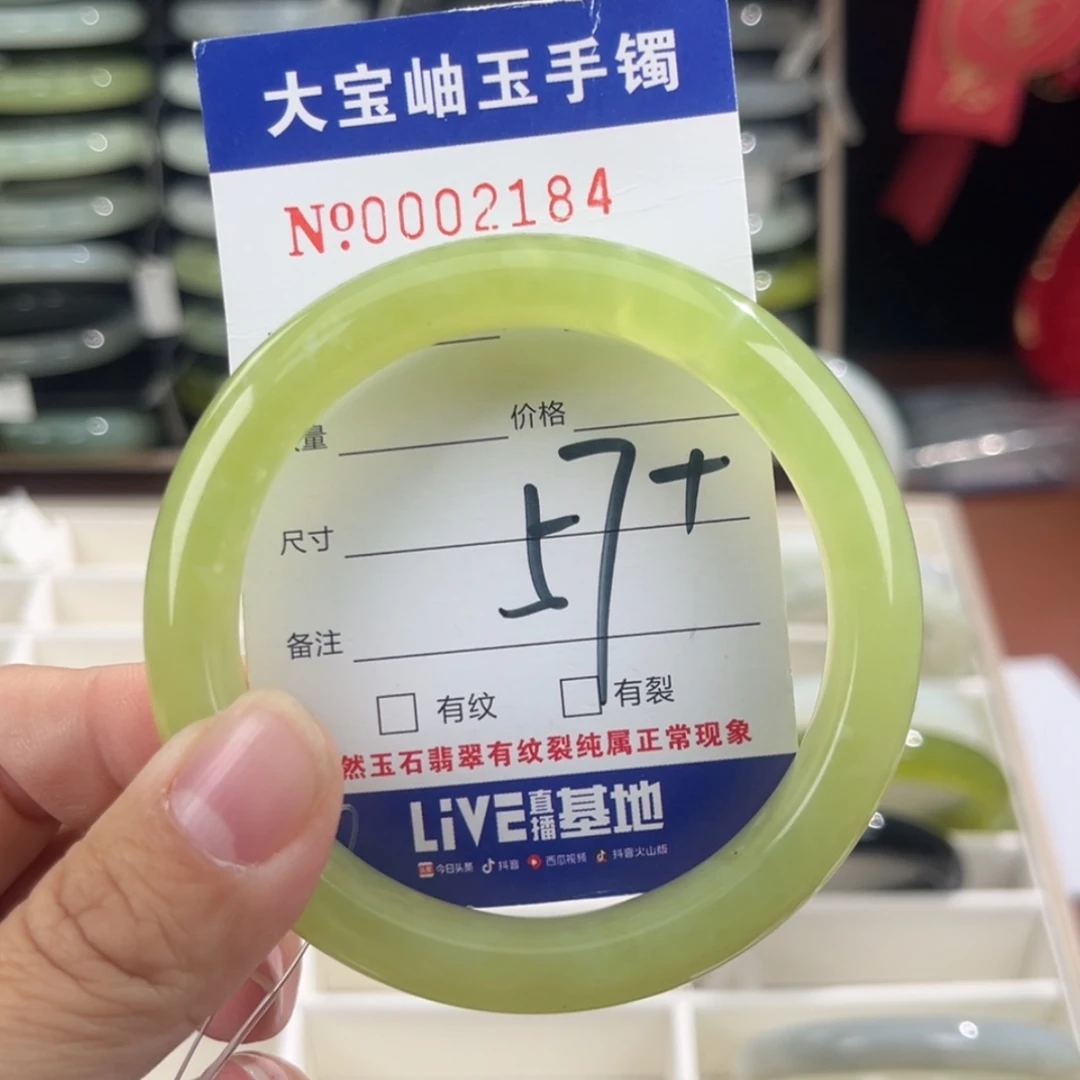 大宝岫玉手镯
Nº:0002184
量 价格
57+
尺寸
备注
有纹 有裂
然玉石翡翠有纹裂纯属正常现象
LiVE直播基地
今日头条 抖音 西瓜视频 抖音火山版